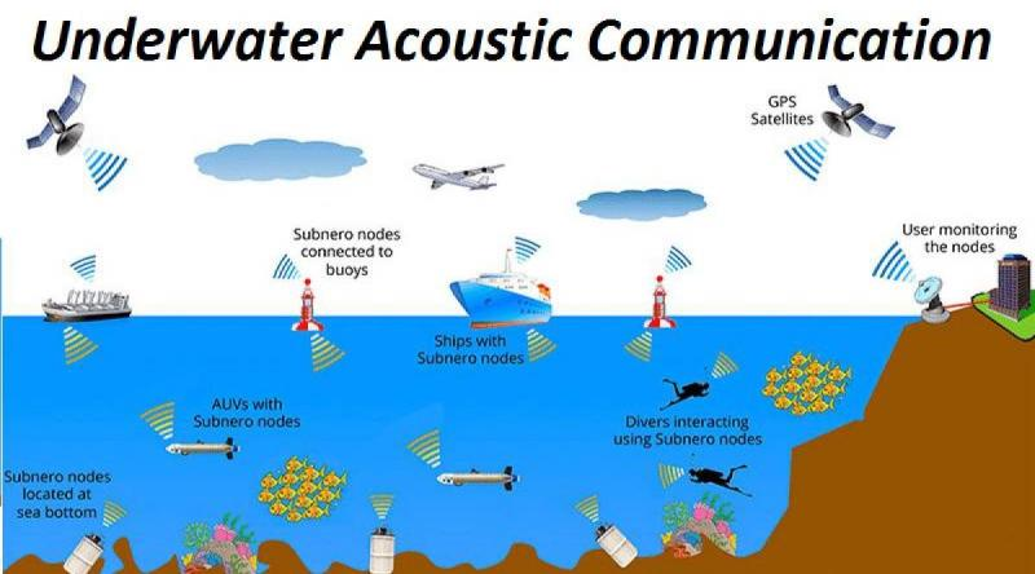 Underwater Acoustic Communication
GPS
Satellites
Subnero nodes
connected to
buoys
User monitoring
the nodes
Ships with
Subnero nodes
AUVs with
Subnero nodes
Divers interacting
using Subnero nodes
Subnero nodes
located at
sea bottom